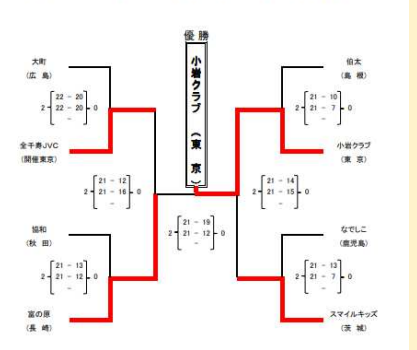 優勝
小岩クラブ（東京）
大町
（広 島）
22 - 20
2 22 - 20 0
-
全千寿JVC
（開催東京）
21 - 12
2 21 - 16 0
-
協和
（秋 田）
21 - 13
2 21 - 12 0
-
富の原
（長 崎）
21 - 19
2 21 - 12 0
-
伯太
（島 根）
21 - 10
2 21 - 7 0
-
小岩クラブ
（東 京）
21 - 14
2 21 - 15 0
-
なでしこ
（鹿児島）
21 - 13
2 21 - 7 0
-
スマイルキッズ
（茨 城）